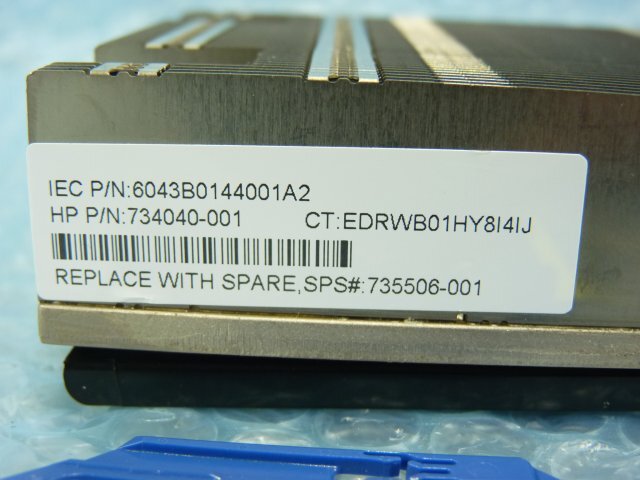 IEC P/N:6043B0144001A2
HP P/N:734040-001 CT:EDRWB01HY8I4IJ
REPLACE WITH SPARE,SPS#:735506-001